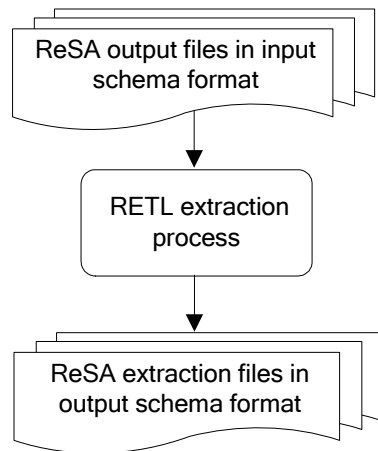 ReSA output files in input
schema format
RETL extraction
process
ReSA extraction files in
output schema format